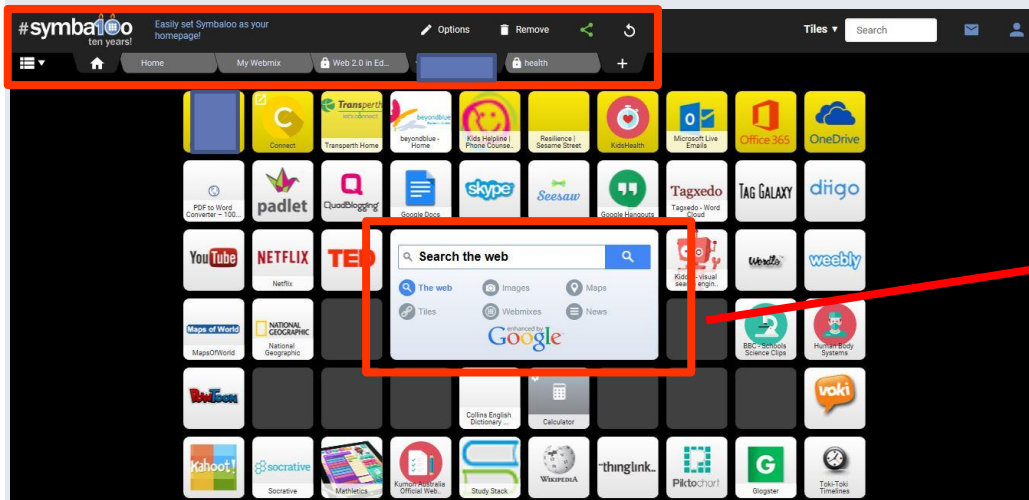 #symbaloo
ten years!
Easily set Symbaloo as your
homepage!
Options
Remove
Tiles
Search
Home
My Webmix
Web 2.0 in Ed...
health
+
C
Connect
Transperth
let's connect
Transperth Home
beyondblue
beyondblue -
Home
Kids Helpline |
Phone Counse..
Resilience |
Sesame Street
KidsHealth
Microsoft Live
Emails
Office 365
OneDrive
PDF to Word
Converter – 100...
padlet
QuadBlogging
Google Docs
skype
Seesaw
Google Hangouts
Tagxedo
Tagxedo - Word
Cloud
TAG GALAXY
diigo
YouTube
NETFLIX
Netflix
TED
Search the web
The web
Images
Maps
Tiles
Webmixes
News
enhanced by
Google
- visual
search engin..
Wordle
weebly
Maps of World
MapsOfWorld
NATIONAL
GEOGRAPHIC
National
Geographic
BBC - Schools
Science Clips
Human Body
Systems
PowToon
Collins English
Dictionary ...
Calculator
voki
Kahoot!
socrative
Socrative
Mathletics
Kumon Australia
Official Web..
Study Stack
WIKIPEDIA
thinglink..
Piktochart
G
Glogster
Toki-Toki
Timelines